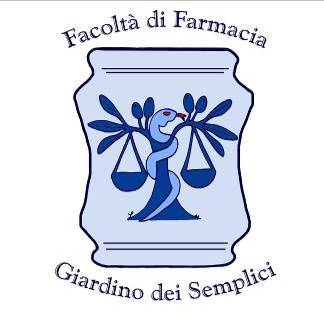 Facoltà di Farmacia
Giardino dei Semplici